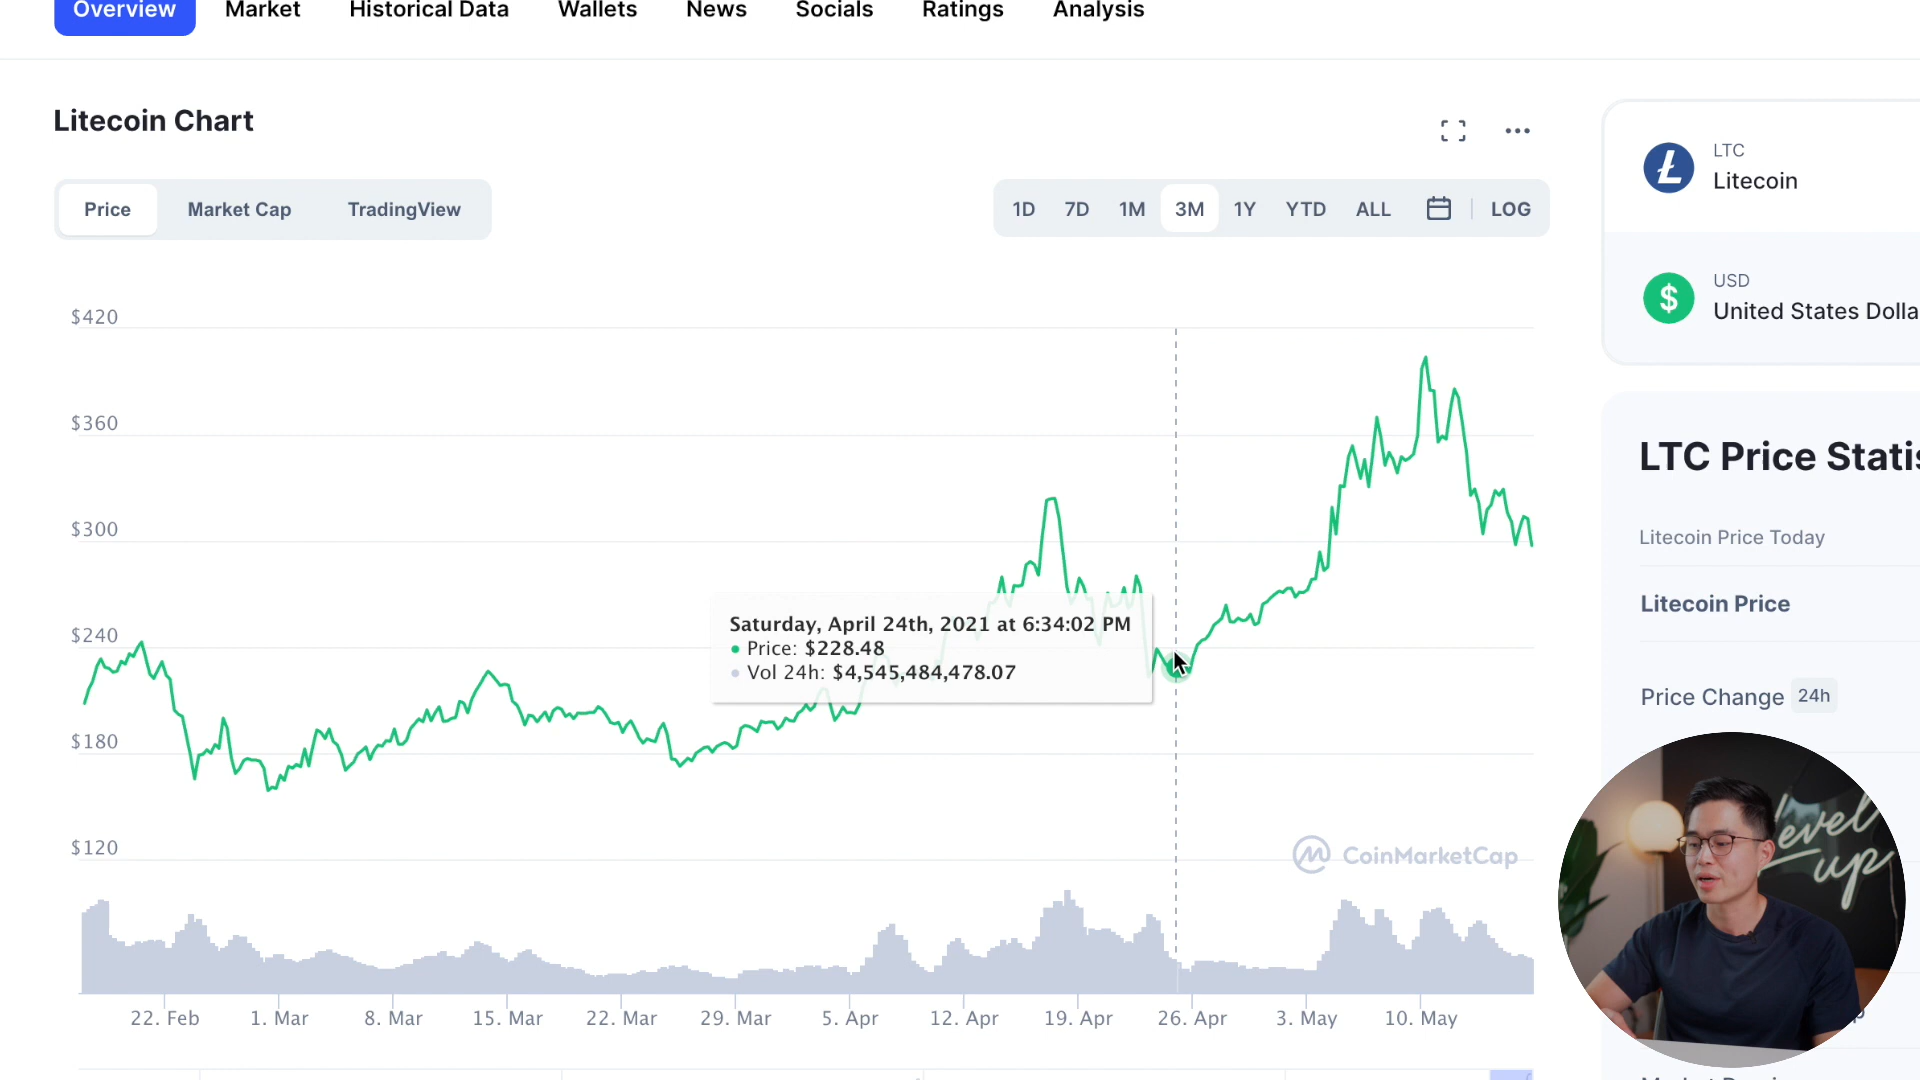 Overview Market Historical Data Wallets News Socials Ratings Analysis
Litecoin Chart
Price Market Cap TradingView
1D 7D 1M 3M 1Y YTD ALL LOG
$420
$360
$300
$240
$180
$120
Saturday, April 24th, 2021 at 6:34:02 PM
Price: $228.48
Vol 24h: $4,545,484,478.07
CoinMarketCap
22. Feb 1. Mar 8. Mar 15. Mar 22. Mar 29. Mar 5. Apr 12. Apr 19. Apr 26. Apr 3. May 10. May
LTC
Litecoin
USD
United States Dolla
LTC Price Statis
Litecoin Price Today
Litecoin Price
Price Change 24h
Level
up